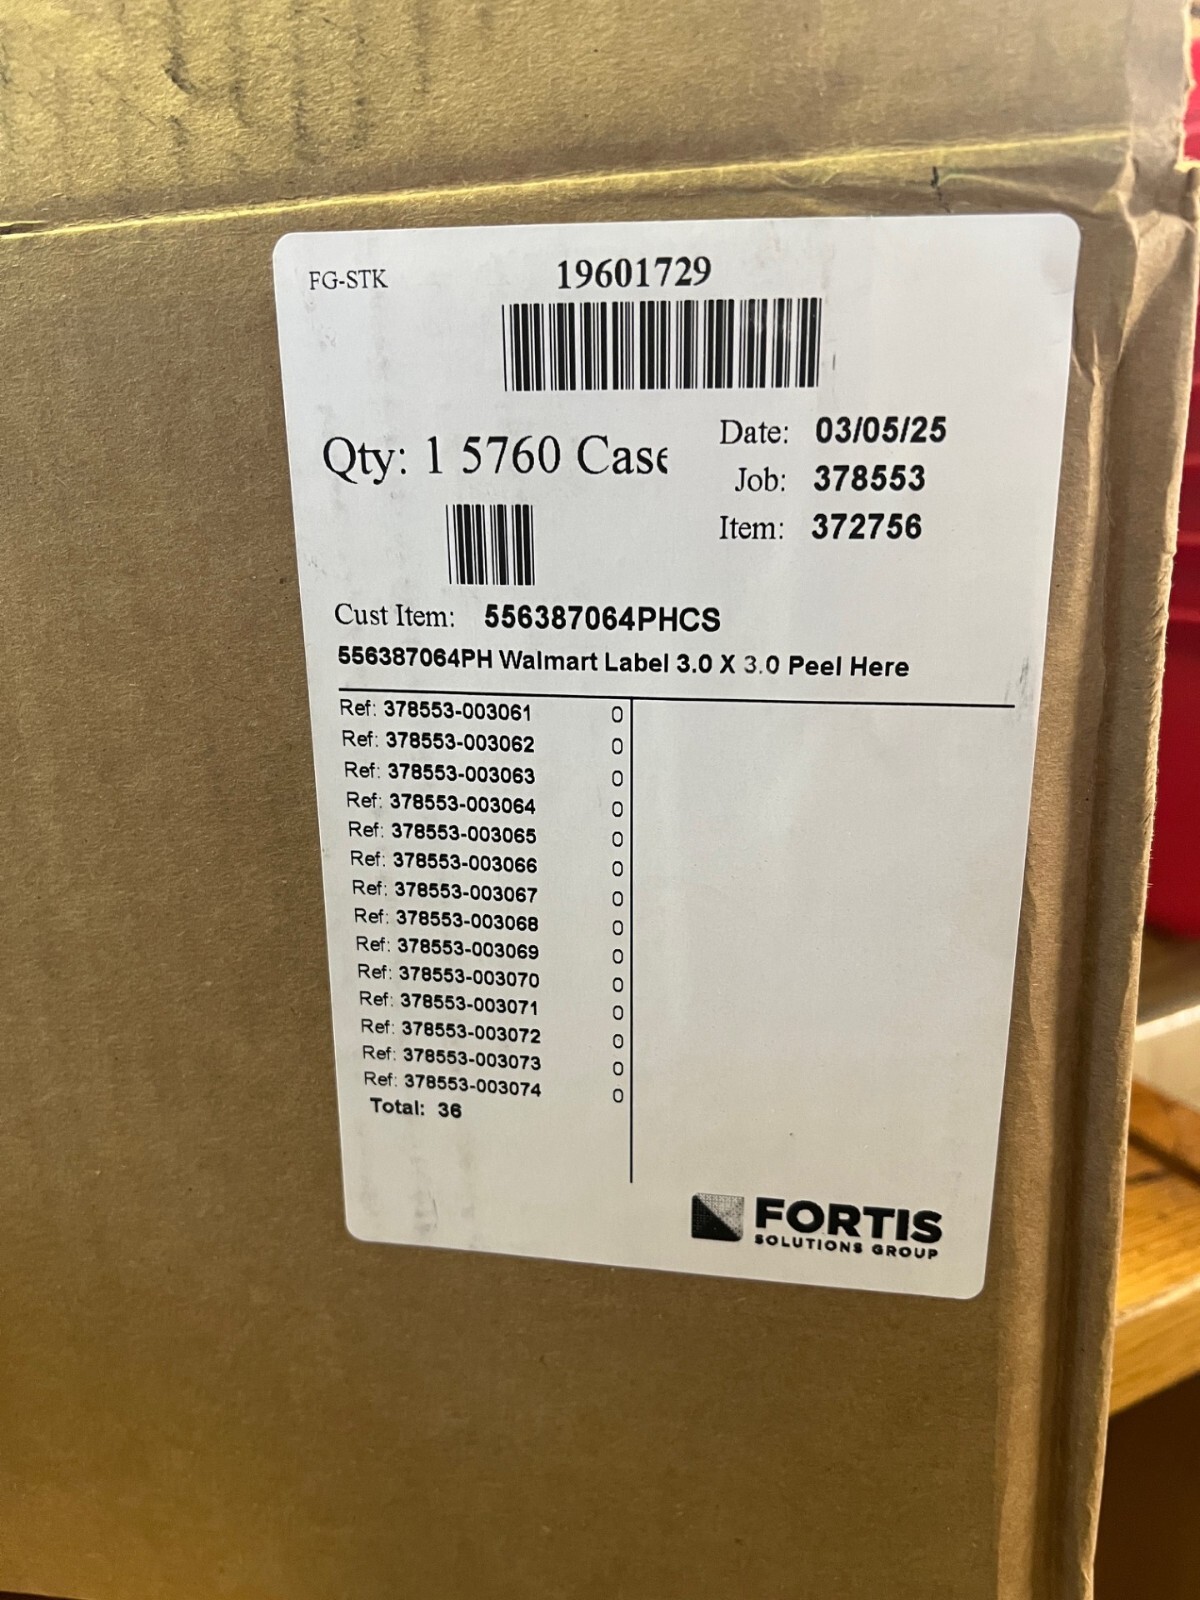 FG-STK
19601729
Qty: 1 5760 Case
Date: 03/05/25
Job: 378553
Item: 372756
Cust Item: 556387064PHCS
556387064PH Walmart Label 3.0 X 3.0 Peel Here
Ref: 378553-003061 0
Ref: 378553-003062 0
Ref: 378553-003063 0
Ref: 378553-003064 0
Ref: 378553-003065 0
Ref: 378553-003066 0
Ref: 378553-003067 0
Ref: 378553-003068 0
Ref: 378553-003069 0
Ref: 378553-003070 0
Ref: 378553-003071 0
Ref: 378553-003072 0
Ref: 378553-003073 0
Ref: 378553-003074 0
Total: 36
FORTIS
SOLUTIONS GROUP